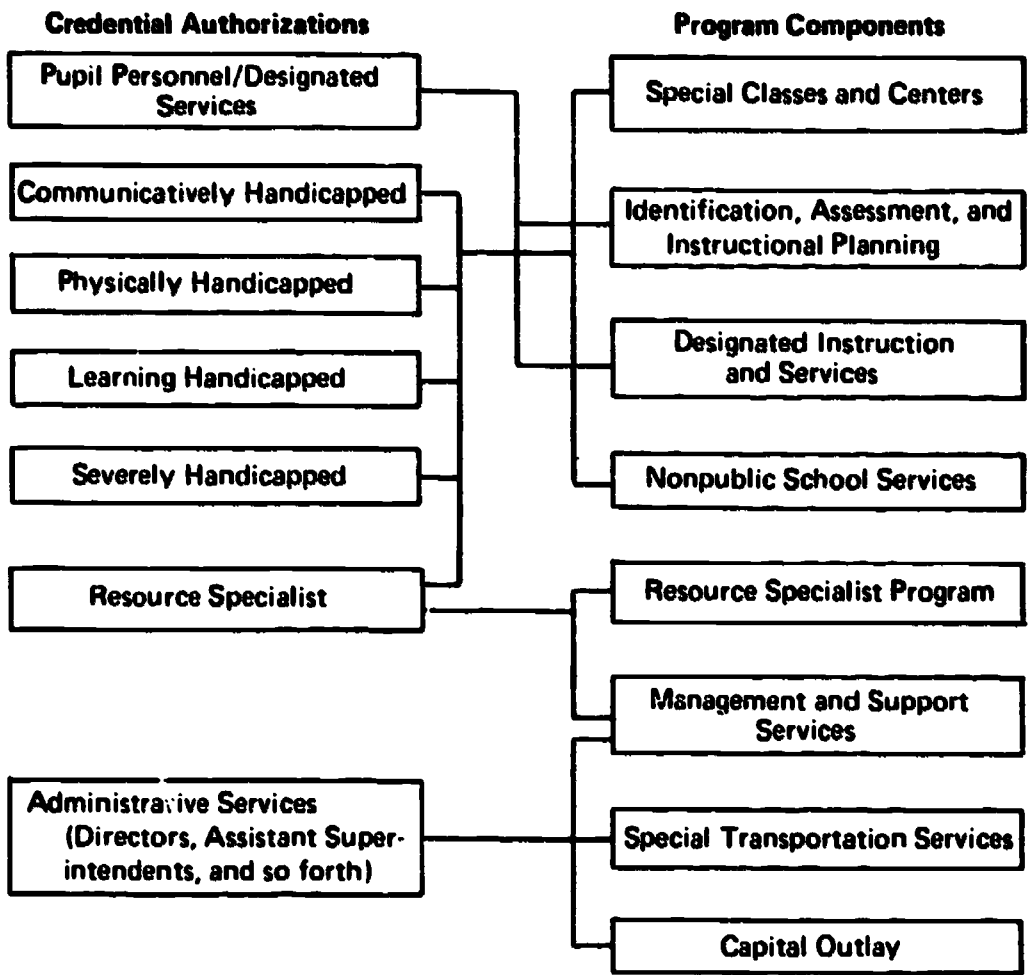 Credential Authorizations
Pupil Personnel/Designated
Services
Communicatively Handicapped
Physically Handicapped
Learning Handicapped
Severely Handicapped
Resource Specialist
Administrative Services
(Directors, Assistant Super-
intendents, and so forth)
Program Components
Special Classes and Centers
Identification, Assessment, and
Instructional Planning
Designated Instruction
and Services
Nonpublic School Services
Resource Specialist Program
Management and Support
Services
Special Transportation Services
Capital Outlay